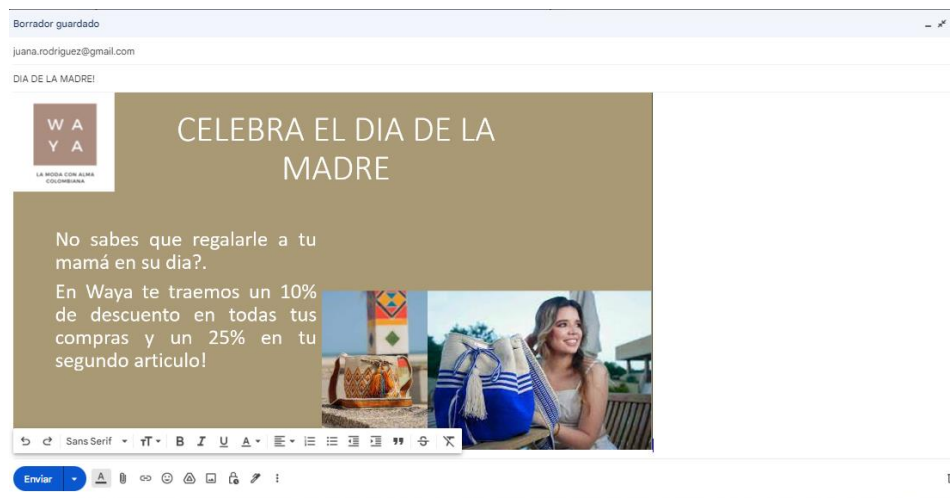 Borrador guardado
juana.rodriguez@gmail.com
DIA DE LA MADRE!
W A
Y A
LA MODA CON ALMA
COLOMBIANA
CELEBRA EL DIA DE LA
MADRE
No sabes que regalarle a tu
mamá en su dia?.
En Waya te traemos un 10%
de descuento en todas tus
compras y un 25% en tu
segundo articulo!
Sans Serif
Enviar